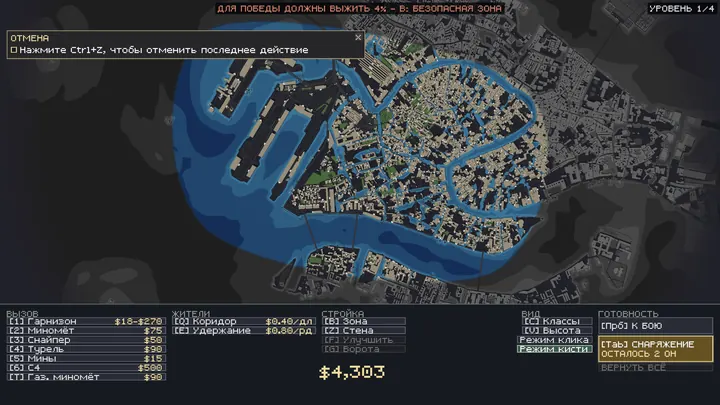 ДЛЯ ПОБЕДЫ ДОЛЖНЫ ВЫЖИТЬ 4% - В: БЕЗОПАСНАЯ ЗОНА
УРОВЕНЬ 1/4
ОТМЕНА
Нажмите Ctrl+Z, чтобы отменить последнее действие
ВЫЗОВ
[1] Гарнизон $18-$270
[2] Миномёт $75
[3] Снайпер $50
[4] Турель $90
[5] Мины $15
[6] C4 $500
[T] Газ. миномёт $90
ЖИТЕЛИ
[Q] Коридор $0.40/дл
[E] Удержание $0.80/рд
СТРОЙКА
[B] Зона
[Z] Стена
[F] Улучшить
[G] Ворота
$4,303
ВИД
[C] Классы
[V] Высота
Режим клика
Режим кисти
ГОТОВНОСТЬ
[Прб] К БОЮ
[Tab] СНАРЯЖЕНИЕ
ОСТАЛОСЬ 2 ОН
ВЕРНУТЬ ВСЁ